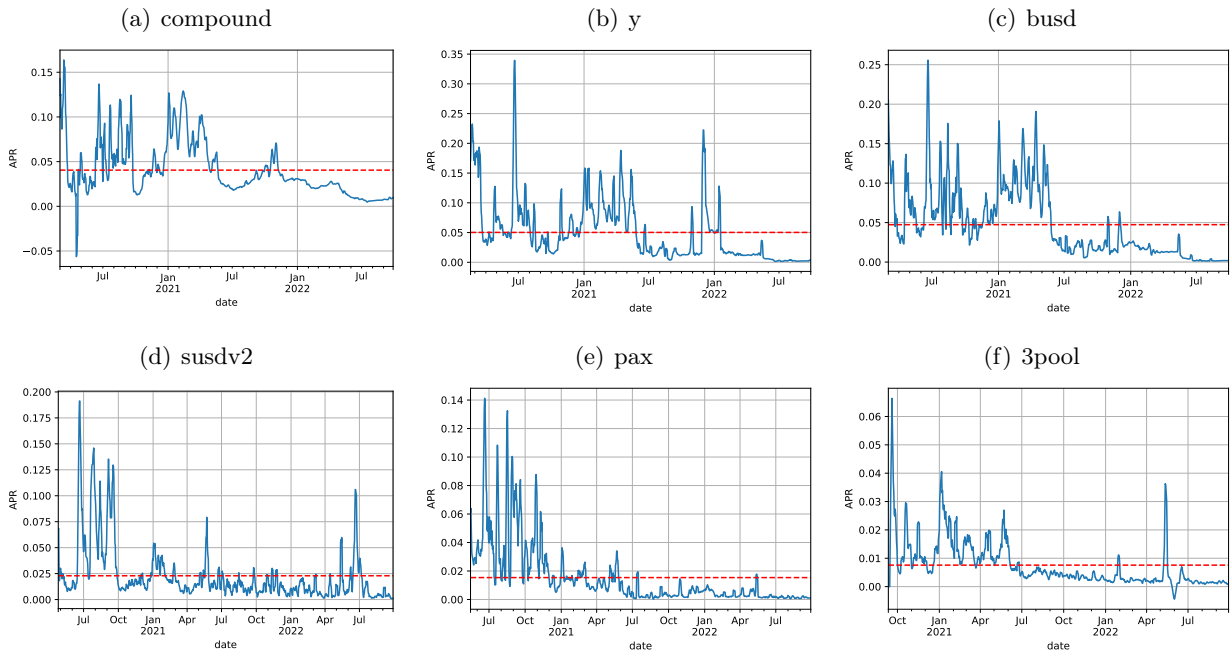 (a) compound
0.15
0.10
0.05
0.00
−0.05
APR
Jul
Jan
2021
Jul
Jan
2022
Jul
date
(b) y
0.35
0.30
0.25
0.20
0.15
0.10
0.05
0.00
APR
Jul
Jan
2021
Jul
Jan
2022
Jul
date
(c) busd
0.25
0.20
0.15
0.10
0.05
0.00
APR
Jul
Jan
2021
Jul
Jan
2022
Jul
date
(d) susdv2
0.200
0.175
0.150
0.125
0.100
0.075
0.050
0.025
0.000
APR
Jul
Oct
Jan
2021
Apr
Jul
Oct
Jan
2022
Apr
Jul
date
(e) pax
0.14
0.12
0.10
0.08
0.06
0.04
0.02
0.00
APR
Jul
Oct
Jan
2021
Apr
Jul
Oct
Jan
2022
Apr
Jul
date
(f) 3pool
0.06
0.05
0.04
0.03
0.02
0.01
0.00
APR
Oct
Jan
2021
Apr
Jul
Oct
Jan
2022
Apr
Jul
date